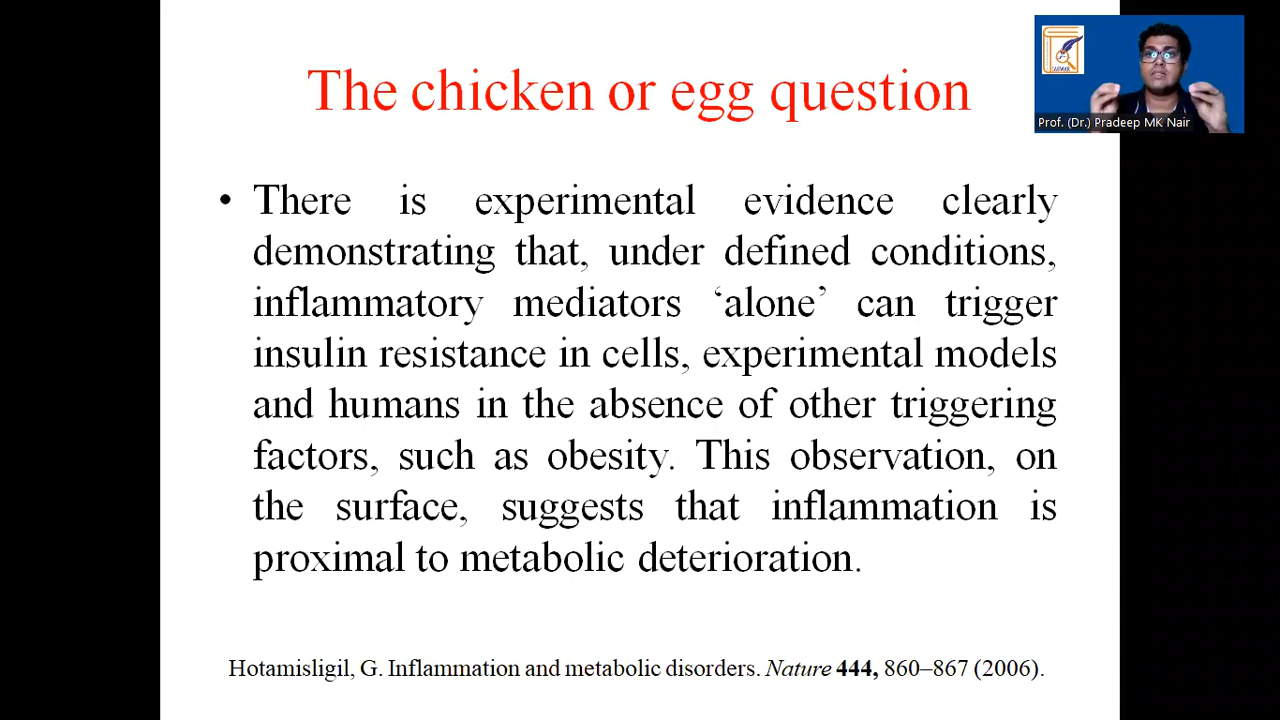 The chicken or egg question
Prof. (Dr.) Pradeep MK Nair
• There is experimental evidence clearly
demonstrating that, under defined conditions,
inflammatory mediators ‘alone’ can trigger
insulin resistance in cells, experimental models
and humans in the absence of other triggering
factors, such as obesity. This observation, on
the surface, suggests that inflammation is
proximal to metabolic deterioration.
Hotamisligil, G. Inflammation and metabolic disorders. Nature 444, 860–867 (2006).